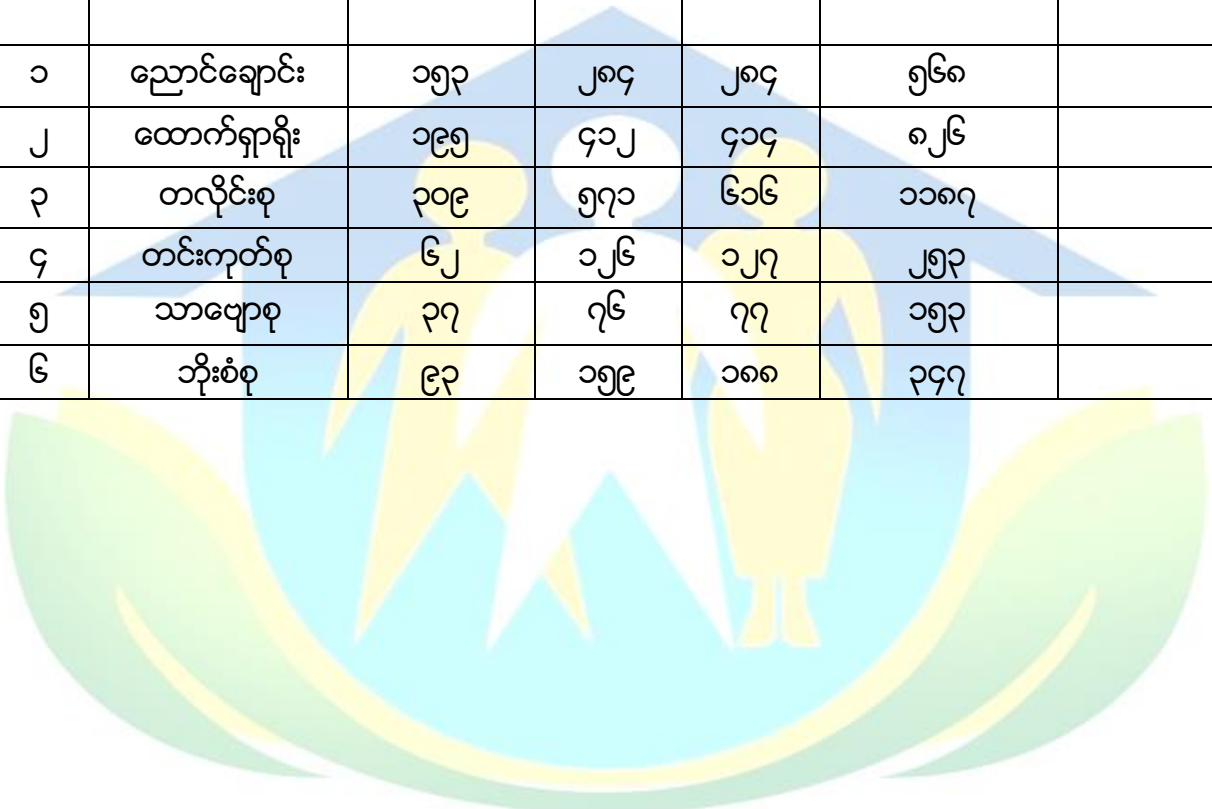 ၁ ညောင်ချောင်း ၁၅၃ ၂၈၄ ၂၈၄ ၅၆၈
၂ ထောက်ရှာရိုး ၁၉၅ ၄၁၂ ၄၁၄ ၈၂၆
၃ တလိုင်းစု ၃၀၉ ၅၇၁ ၆၁၆ ၁၁၈၇
၄ တင်းကုတ်စု ၆၂ ၁၂၆ ၁၂၇ ၂၅၃
၅ သာဗျောစု ၃၇ ၇၆ ၇၇ ၁၅၃
၆ ဘိုးစံစု ၉၃ ၁၅၉ ၁၈၈ ၃၄၇